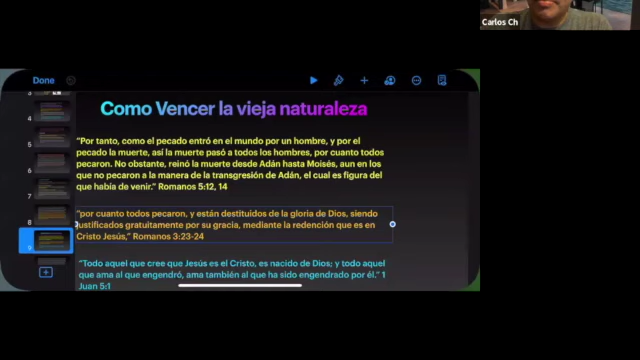 Carlos Ch
Done
Como Vencer la vieja naturaleza
4
5
6
7
8
9
"Por tanto, como el pecado entró en el mundo por un hombre, y por el
pecado la muerte, así la muerte pasó a todos los hombres, por cuanto todos
pecaron. No obstante, reinó la muerte desde Adán hasta Moisés, aun en los
que no pecaron a la manera de la transgresión de Adán, el cual es figura del
que había de venir." Romanos 5:12, 14
"por cuanto todos pecaron, y están destituidos de la gloria de Dios, siendo
justificados gratuitamente por su gracia, mediante la redención que es en
Cristo Jesús," Romanos 3:23-24
"Todo aquel que cree que Jesús es el Cristo, es nacido de Dios; y todo aquel
que ama al que engendró, ama también al que ha sido engendrado por él." 1
Juan 5:1